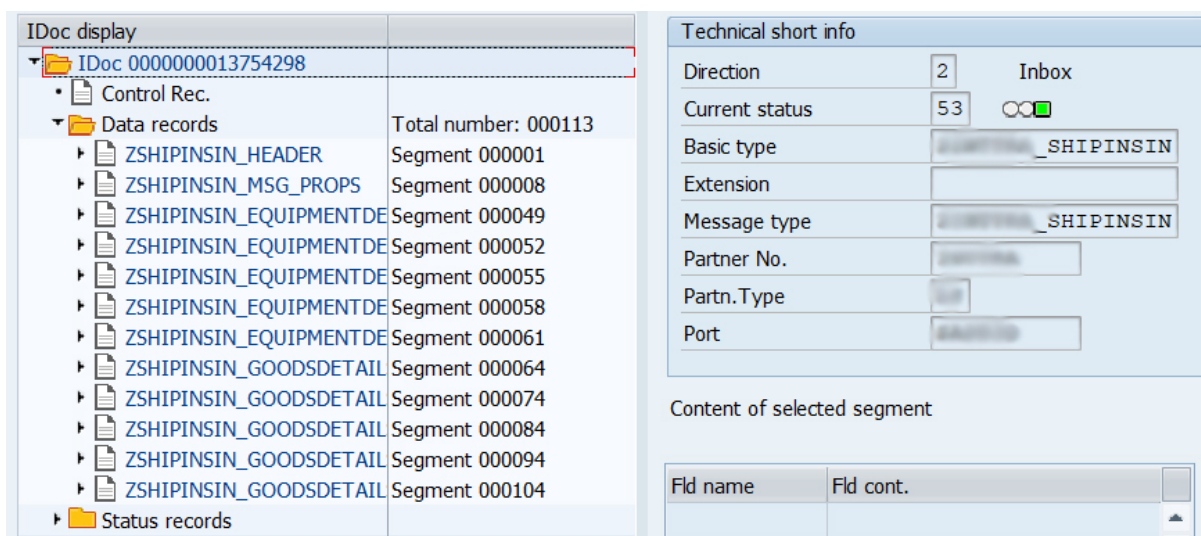 IDoc display
IDoc 0000000013754298
Control Rec.
Data records Total number: 000113
ZSHIPINSIN_HEADER Segment 000001
ZSHIPINSIN_MSG_PROPS Segment 000008
ZSHIPINSIN_EQUIPMENTDE Segment 000049
ZSHIPINSIN_EQUIPMENTDE Segment 000052
ZSHIPINSIN_EQUIPMENTDE Segment 000055
ZSHIPINSIN_EQUIPMENTDE Segment 000058
ZSHIPINSIN_EQUIPMENTDE Segment 000061
ZSHIPINSIN_GOODSDETAIL Segment 000064
ZSHIPINSIN_GOODSDETAIL Segment 000074
ZSHIPINSIN_GOODSDETAIL Segment 000084
ZSHIPINSIN_GOODSDETAIL Segment 000094
ZSHIPINSIN_GOODSDETAIL Segment 000104
Status records
Technical short info
Direction 2 Inbox
Current status 53
Basic type _SHIPINSIN
Extension
Message type _SHIPINSIN
Partner No.
Partn.Type
Port
Content of selected segment
Fld name Fld cont.